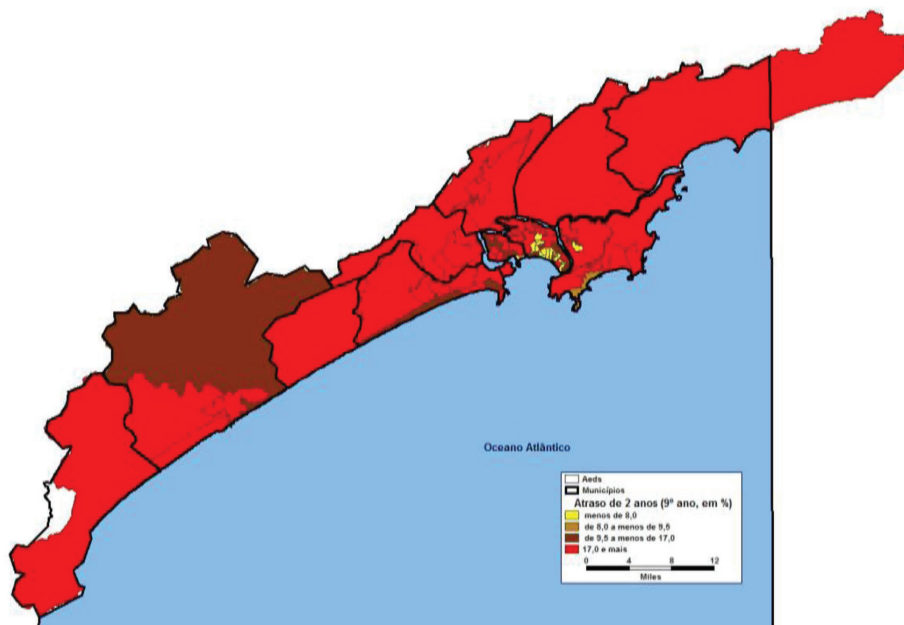 Oceano Atlântico
Aeds
Municípios
Atraso de 2 anos (9º ano, em %)
menos de 8,0
de 8,0 a menos de 9,5
de 9,5 a menos de 17,0
17,0 e mais
0 4 8 12
Miles